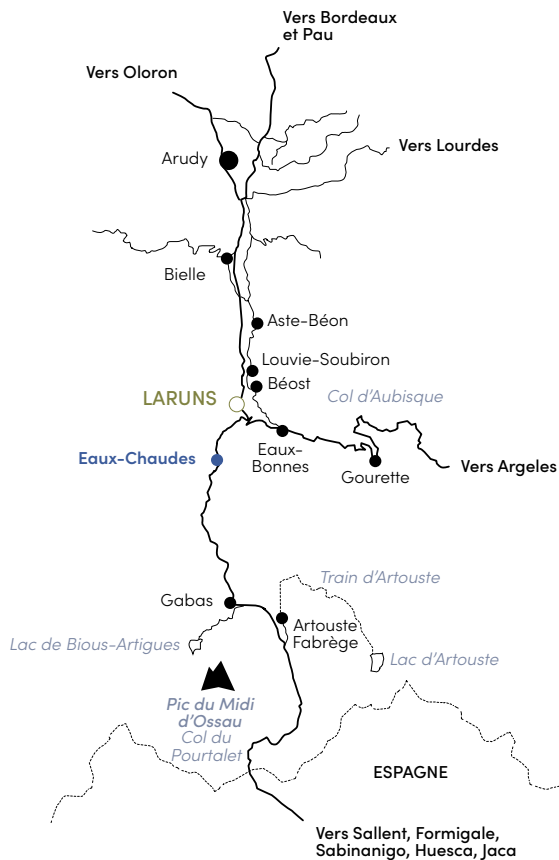 Vers Bordeaux
et Pau
Vers Oloron
Vers Lourdes
Arudy
Bielle
Aste-Béon
Louvie-Soubiron
Béost
LARUNS
Col d'Aubisque
Eaux-
Bonnes
Eaux-Chaudes
Vers Argeles
Gourette
Train d'Artouste
Gabas
Artouste
Fabrège
Lac de Bious-Artigues
Lac d'Artouste
Pic du Midi
d'Ossau
Col du
Pourtalet
ESPAGNE
Vers Sallent, Formigale,
Sabinanigo, Huesca, Jaca